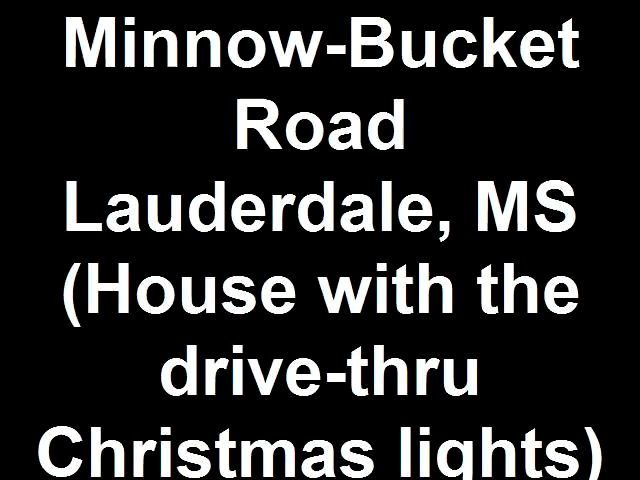 Minnow-Bucket
Road
Lauderdale, MS
(House with the
drive-thru
Christmas lights)